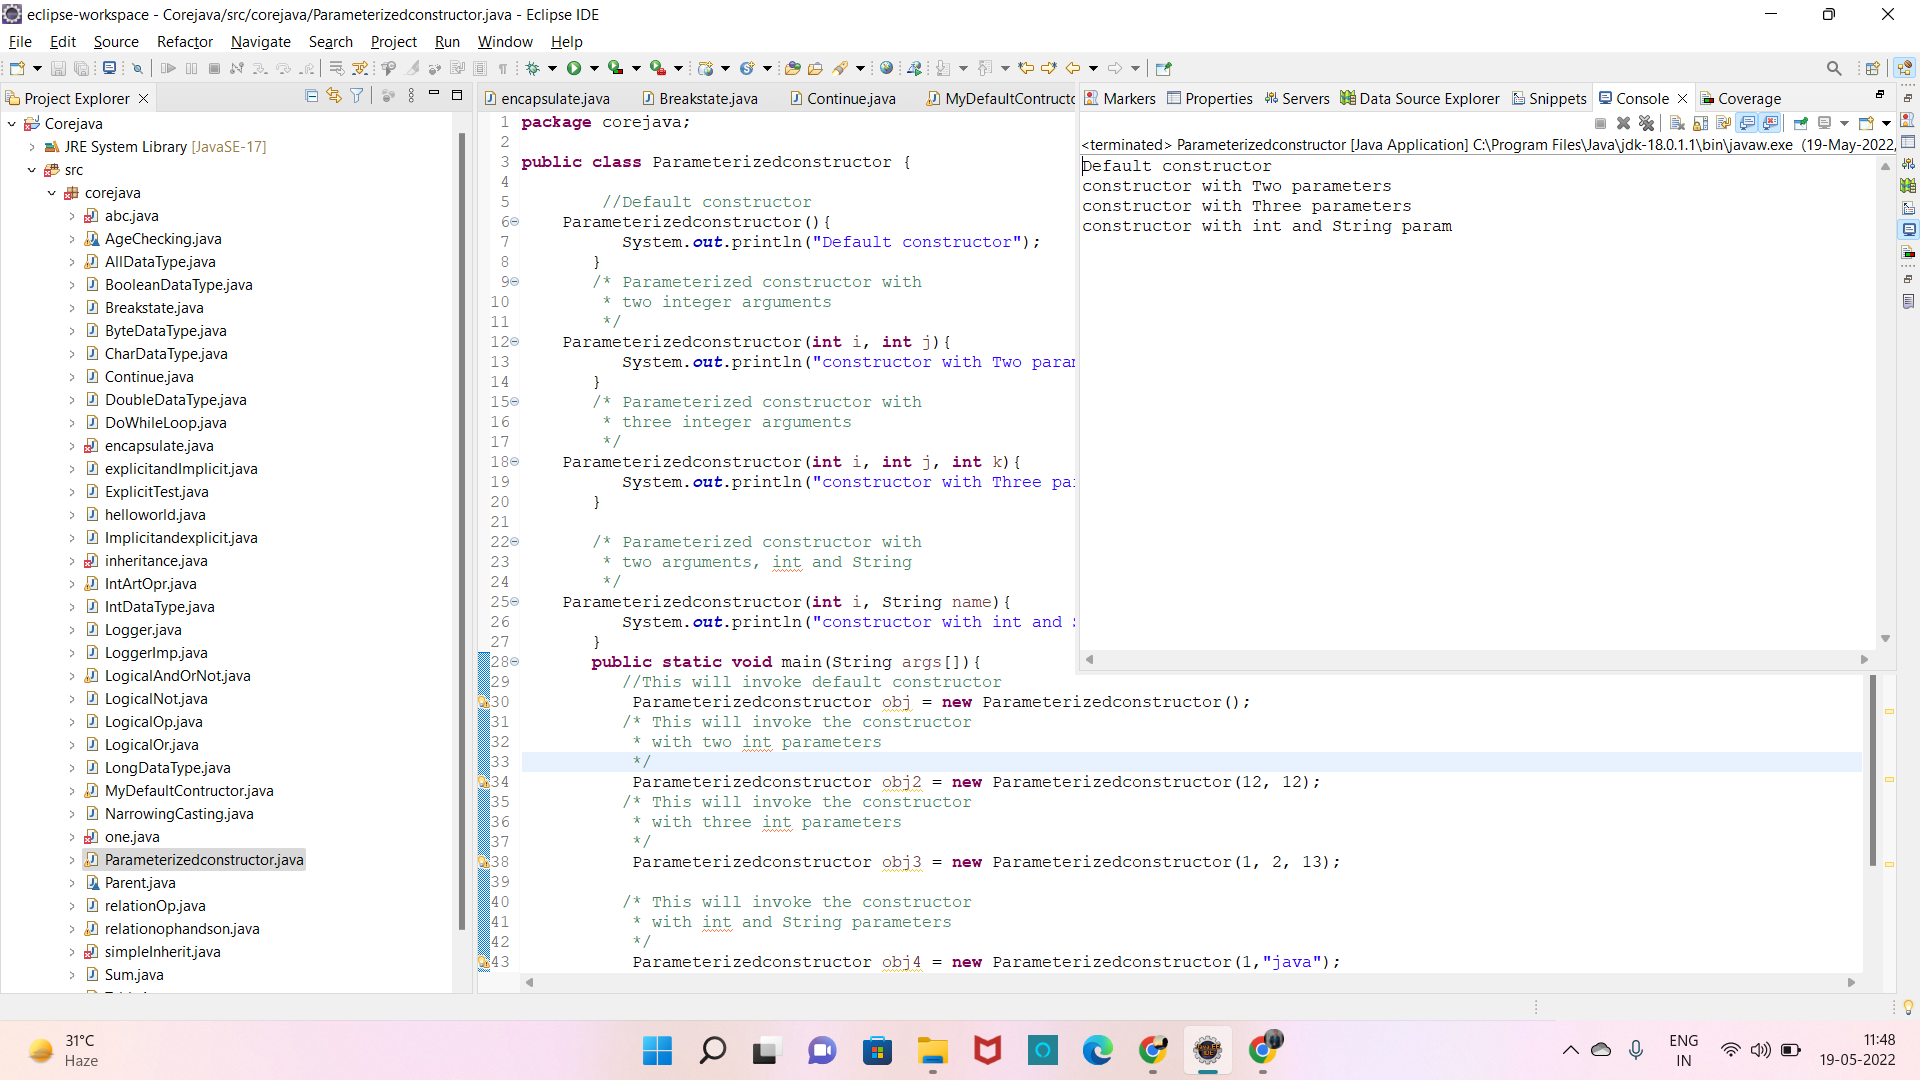 eclipse-workspace - Corejava/src/corejava/Parameterizedconstructor.java - Eclipse IDE
File Edit Source Refactor Navigate Search Project Run Window Help
Project Explorer
Corejava
JRE System Library [JavaSE-17]
src
corejava
abc.java
AgeChecking.java
AllDataType.java
BooleanDataType.java
Breakstate.java
ByteDataType.java
CharDataType.java
Continue.java
DoubleDataType.java
DoWhileLoop.java
encapsulate.java
explicitandImplicit.java
ExplicitTest.java
helloworld.java
Implicitandexplicit.java
inheritance.java
IntArtOpr.java
IntDataType.java
Logger.java
LoggerImp.java
LogicalAndOrNot.java
LogicalNot.java
LogicalOp.java
LogicalOr.java
LongDataType.java
MyDefaultContructor.java
NarrowingCasting.java
one.java
Parameterizedconstructor.java
Parent.java
relationOp.java
relationophandson.java
simpleInherit.java
Sum.java
encapsulate.java Breakstate.java Continue.java MyDefaultContructo
1 package corejava;
2
3 public class Parameterizedconstructor {
4
5 //Default constructor
6 Parameterizedconstructor(){
7 System.out.println("Default constructor");
8 }
9 /* Parameterized constructor with
10 * two integer arguments
11 */
12 Parameterizedconstructor(int i, int j){
13 System.out.println("constructor with Two param
14 }
15 /* Parameterized constructor with
16 * three integer arguments
17 */
18 Parameterizedconstructor(int i, int j, int k){
19 System.out.println("constructor with Three pa
20 }
21
22 /* Parameterized constructor with
23 * two arguments, int and String
24 */
25 Parameterizedconstructor(int i, String name){
26 System.out.println("constructor with int and
27 }
28 public static void main(String args[]){
29 //This will invoke default constructor
30 Parameterizedconstructor obj = new Parameterizedconstructor();
31 /* This will invoke the constructor
32 * with two int parameters
33 */
34 Parameterizedconstructor obj2 = new Parameterizedconstructor(12, 12);
35 /* This will invoke the constructor
36 * with three int parameters
37 */
38 Parameterizedconstructor obj3 = new Parameterizedconstructor(1, 2, 13);
39
40 /* This will invoke the constructor
41 * with int and String parameters
42 */
43 Parameterizedconstructor obj4 = new Parameterizedconstructor(1,"java");
Markers Properties Servers Data Source Explorer Snippets Console Coverage
<terminated> Parameterizedconstructor [Java Application] C:\Program Files\Java\jdk-18.0.1.1\bin\javaw.exe (19-May-2022,
Default constructor
constructor with Two parameters
constructor with Three parameters
constructor with int and String param
31°C
Haze
ENG
IN
11:48
19-05-2022